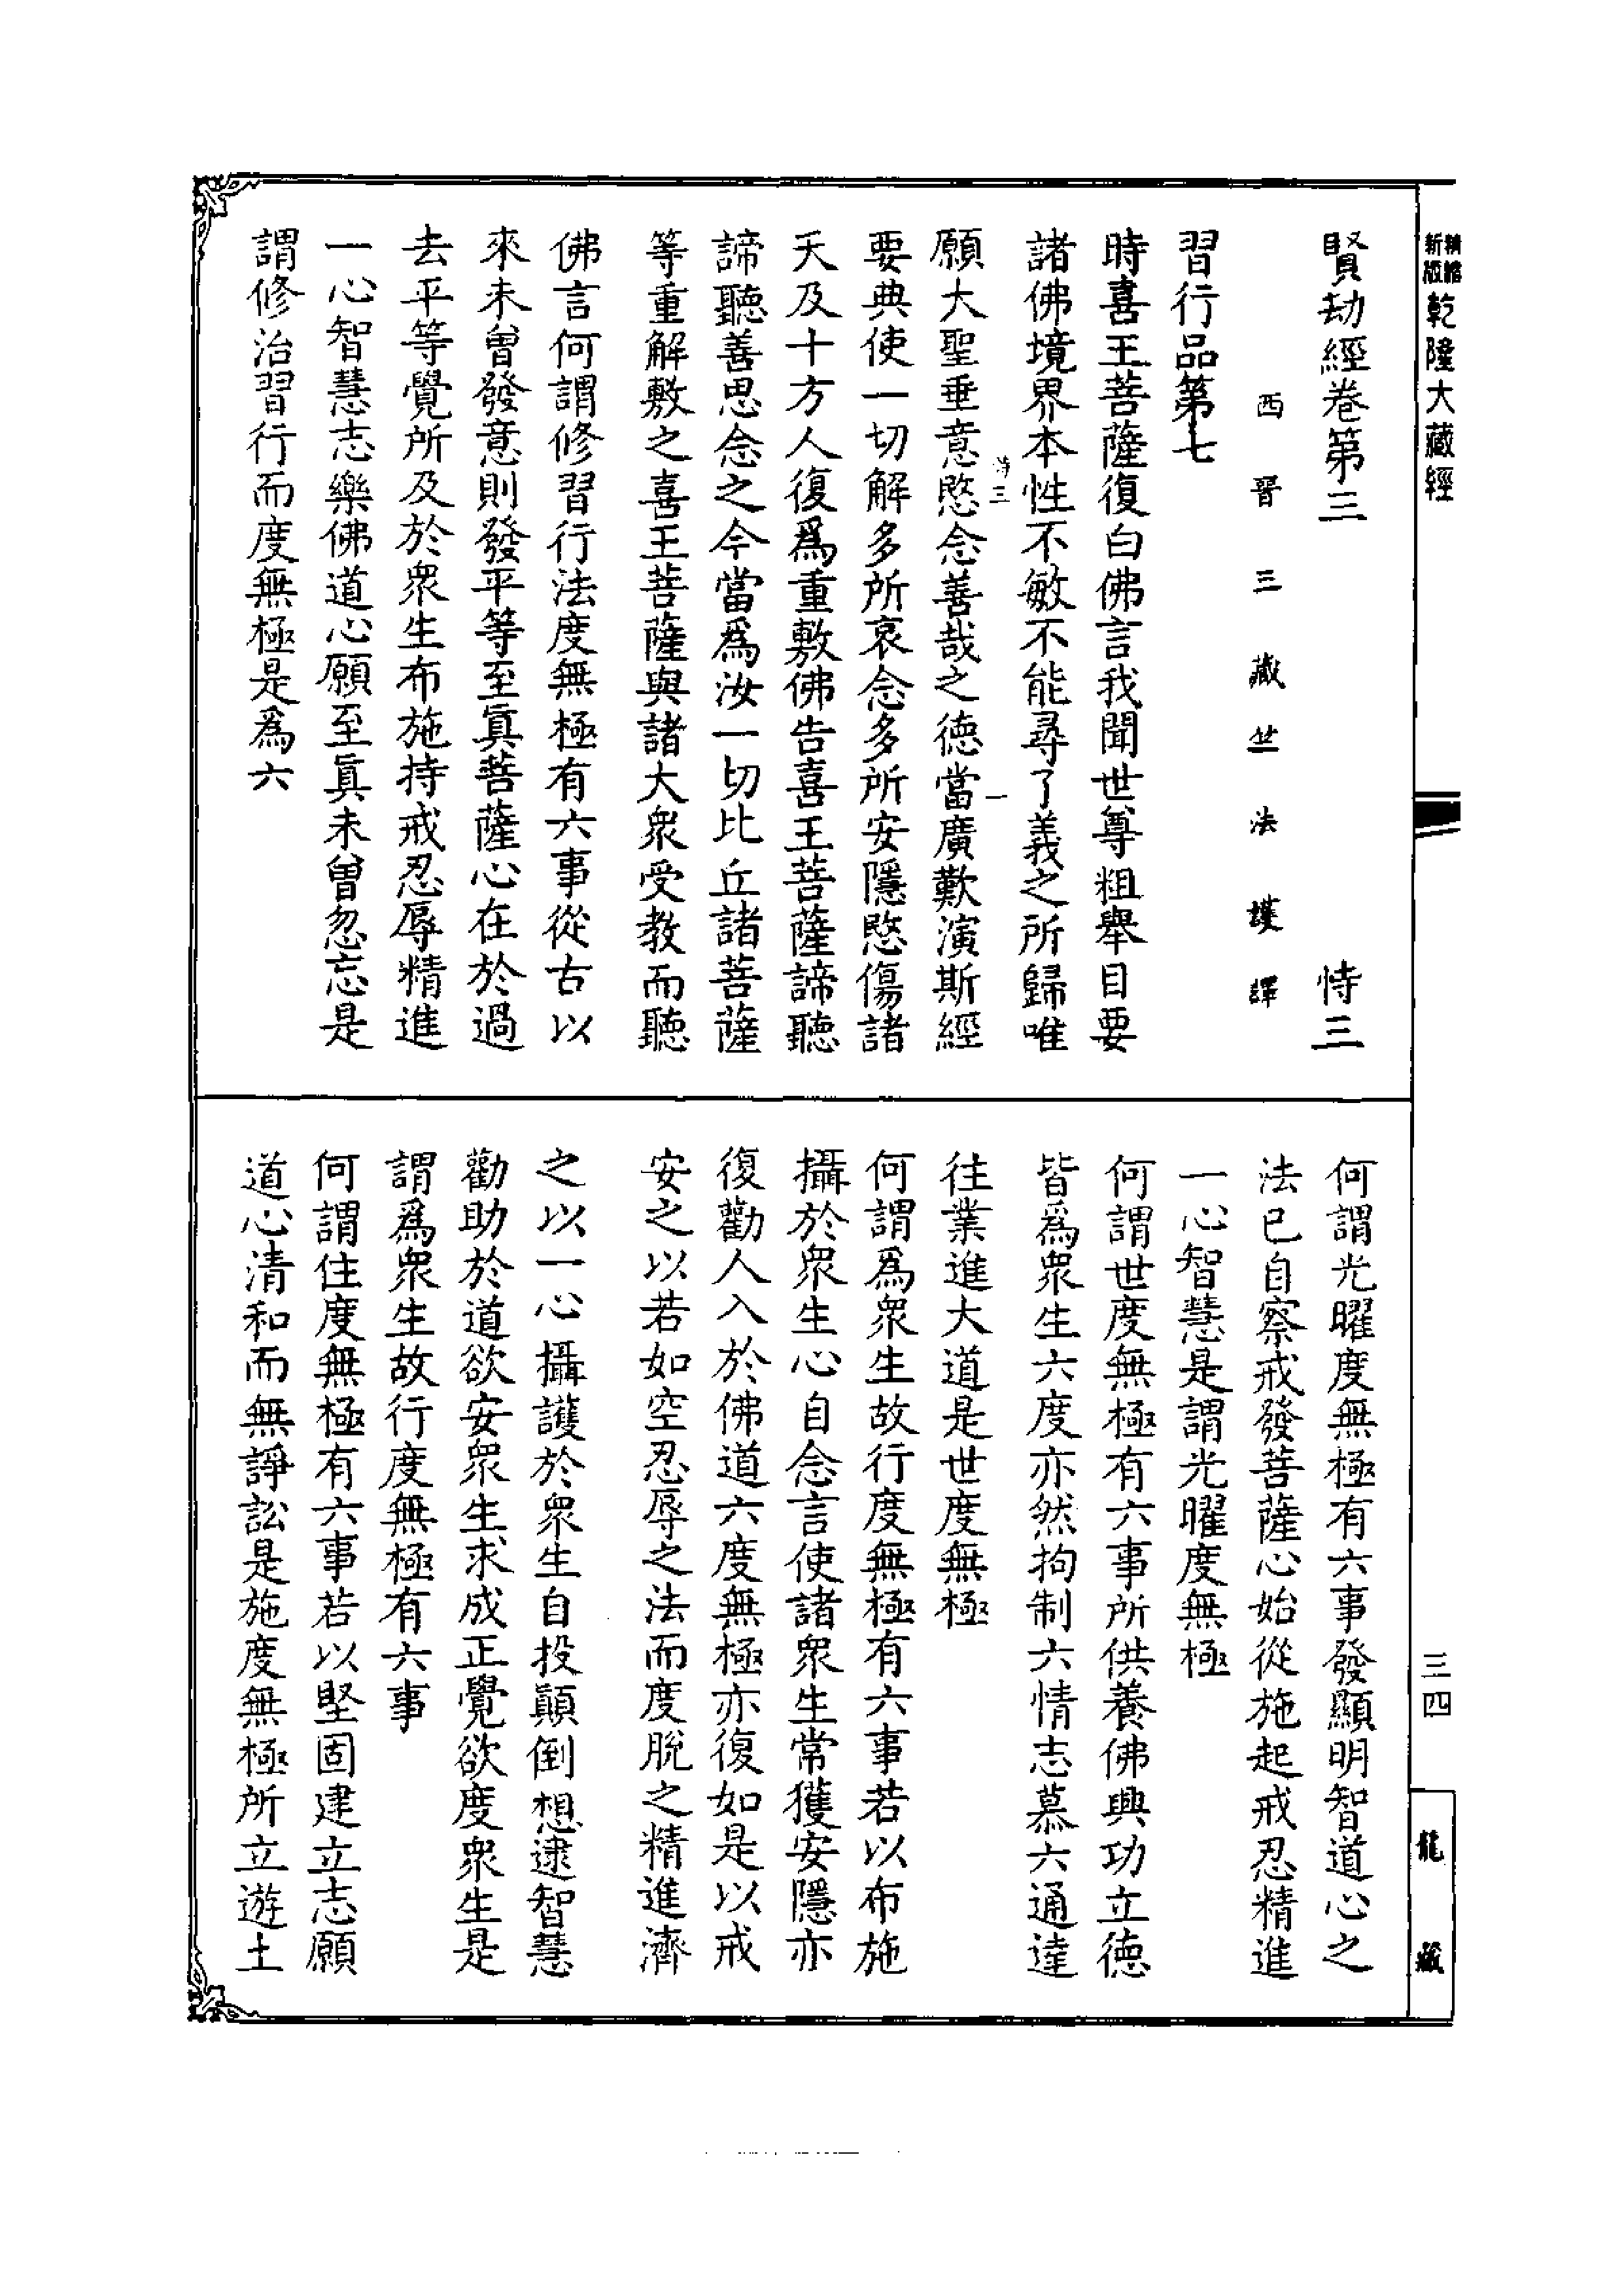 精縮新版乾隆大藏經
賢劫經卷第三 恃三
西晉三藏竺法護譯
習行品第七
時喜王菩薩復白佛言我聞世尊粗舉目要
諸佛境界本性不敏不能尋了義之所歸唯
恃三 一
願大聖垂意愍念善哉之德當廣歎演斯經
要典使一切解多所哀念多所安隱愍傷諸
天及十方人復爲重敷佛告喜王菩薩諦聽
諦聽善思念之今當爲汝一切比丘諸菩薩
等重解敷之喜王菩薩與諸大衆受教而聽
佛言何謂修習行法度無極有六事從古以
來未曾發意則發平等至眞菩薩心在於過
去平等覺所及於衆生布施持戒忍辱精進
一心智慧志樂佛道心願至眞未曾忽忘是
謂修治習行而度無極是爲六
何謂光曜度無極有六事發顯明智道心之
法已自察戒發菩薩心始從施起戒忍精進
一心智慧是謂光曜度無極
何謂世度無極有六事所供養佛興功立德
皆爲衆生六度亦然拘制六情志慕六通達
往業進大道是世度無極
何謂爲衆生故行度無極有六事若以布施
攝於衆生心自念言使諸衆生常獲安隱亦
復勸人入於佛道六度無極亦復如是以戒
安之以若如空忍辱之法而度脫之精進濟
之以一心攝護於衆生自投顚倒想逮智慧
勸助於道欲安衆生求成正覺欲度衆生是
謂爲衆生故行度無極有六事
何謂住度無極有六事若以堅固建立志願
道心清和而無諍訟是施度無極所立遊土
三四
龍藏